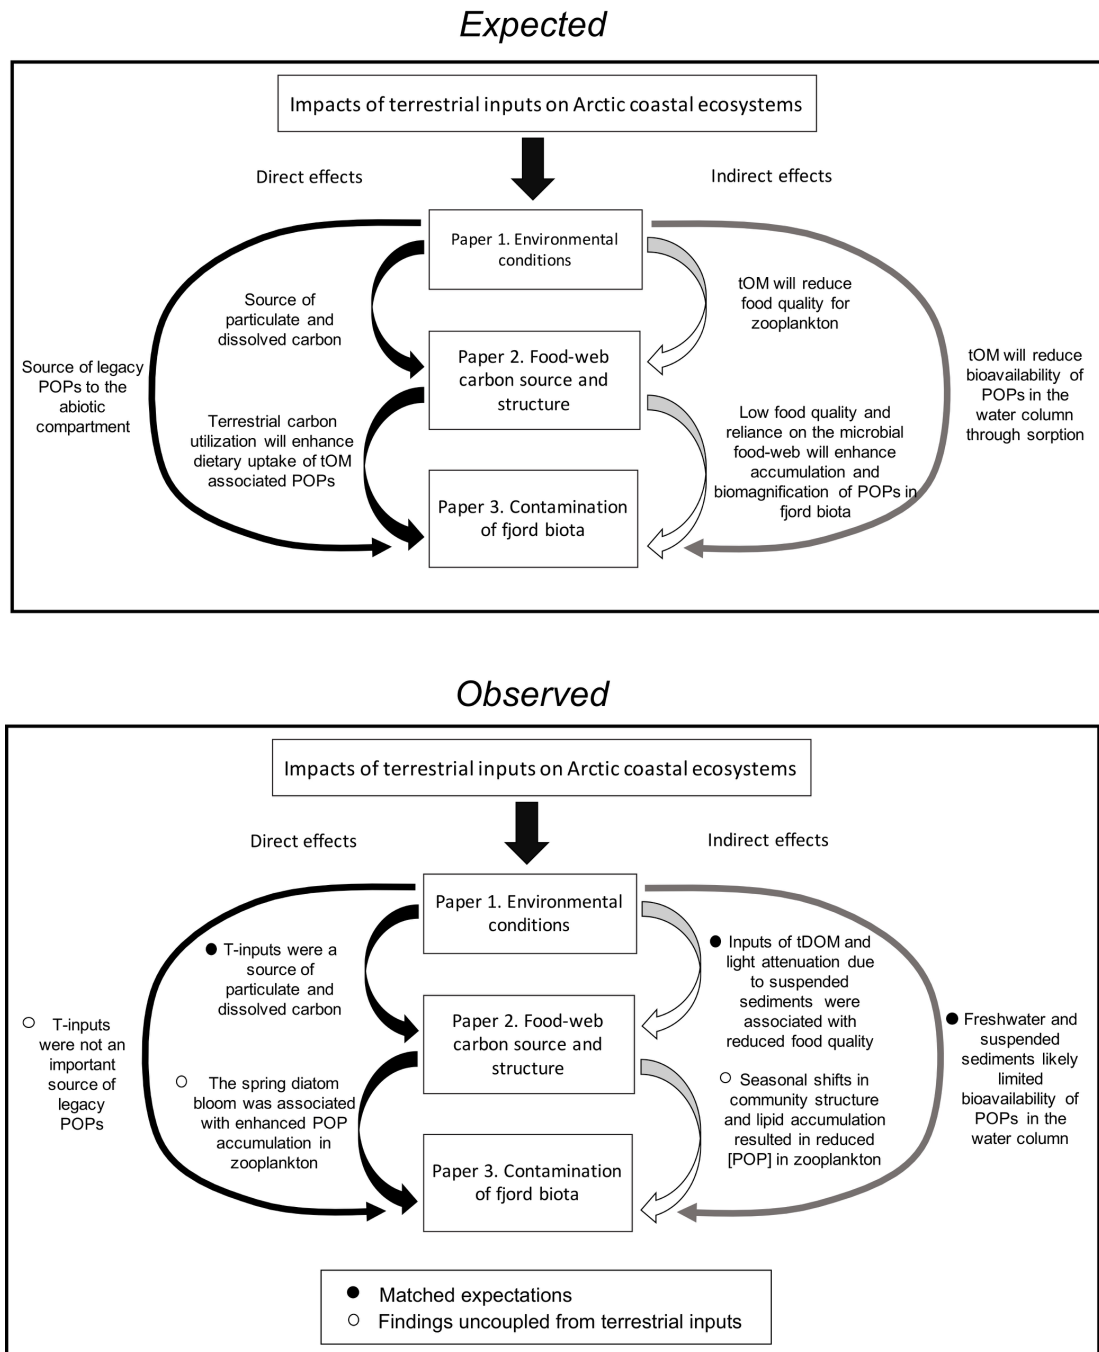 Expected
Impacts of terrestrial inputs on Arctic coastal ecosystems
Direct effects
Indirect effects
Paper 1. Environmental
conditions
Source of
particulate and
dissolved carbon
tOM will reduce
food quality for
zooplankton
Source of legacy
POPs to the
abiotic
compartment
Paper 2. Food-web
carbon source and
structure
tOM will reduce
bioavailability of
POPs in the
water column
through sorption
Terrestrial carbon
utilization will enhance
dietary uptake of tOM
associated POPs
Low food quality and
reliance on the microbial
food-web will enhance
accumulation and
biomagnification of POPs in
fjord biota
Paper 3. Contamination
of fjord biota
Observed
Impacts of terrestrial inputs on Arctic coastal ecosystems
Direct effects
Indirect effects
Paper 1. Environmental
conditions
T-inputs were a
source of
particulate and
dissolved carbon
Inputs of tDOM and
light attenuation due
to suspended
sediments were
associated with
reduced food quality
T-inputs
were not an
important
source of
legacy
POPs
Paper 2. Food-web
carbon source and
structure
Freshwater and
suspended
sediments likely
limited
bioavailability of
POPs in the
water column
The spring diatom
bloom was associated
with enhanced POP
accumulation in
zooplankton
Seasonal shifts in
community structure
and lipid accumulation
resulted in reduced
[POP] in zooplankton
Paper 3. Contamination
of fjord biota
Matched expectations
Findings uncoupled from terrestrial inputs